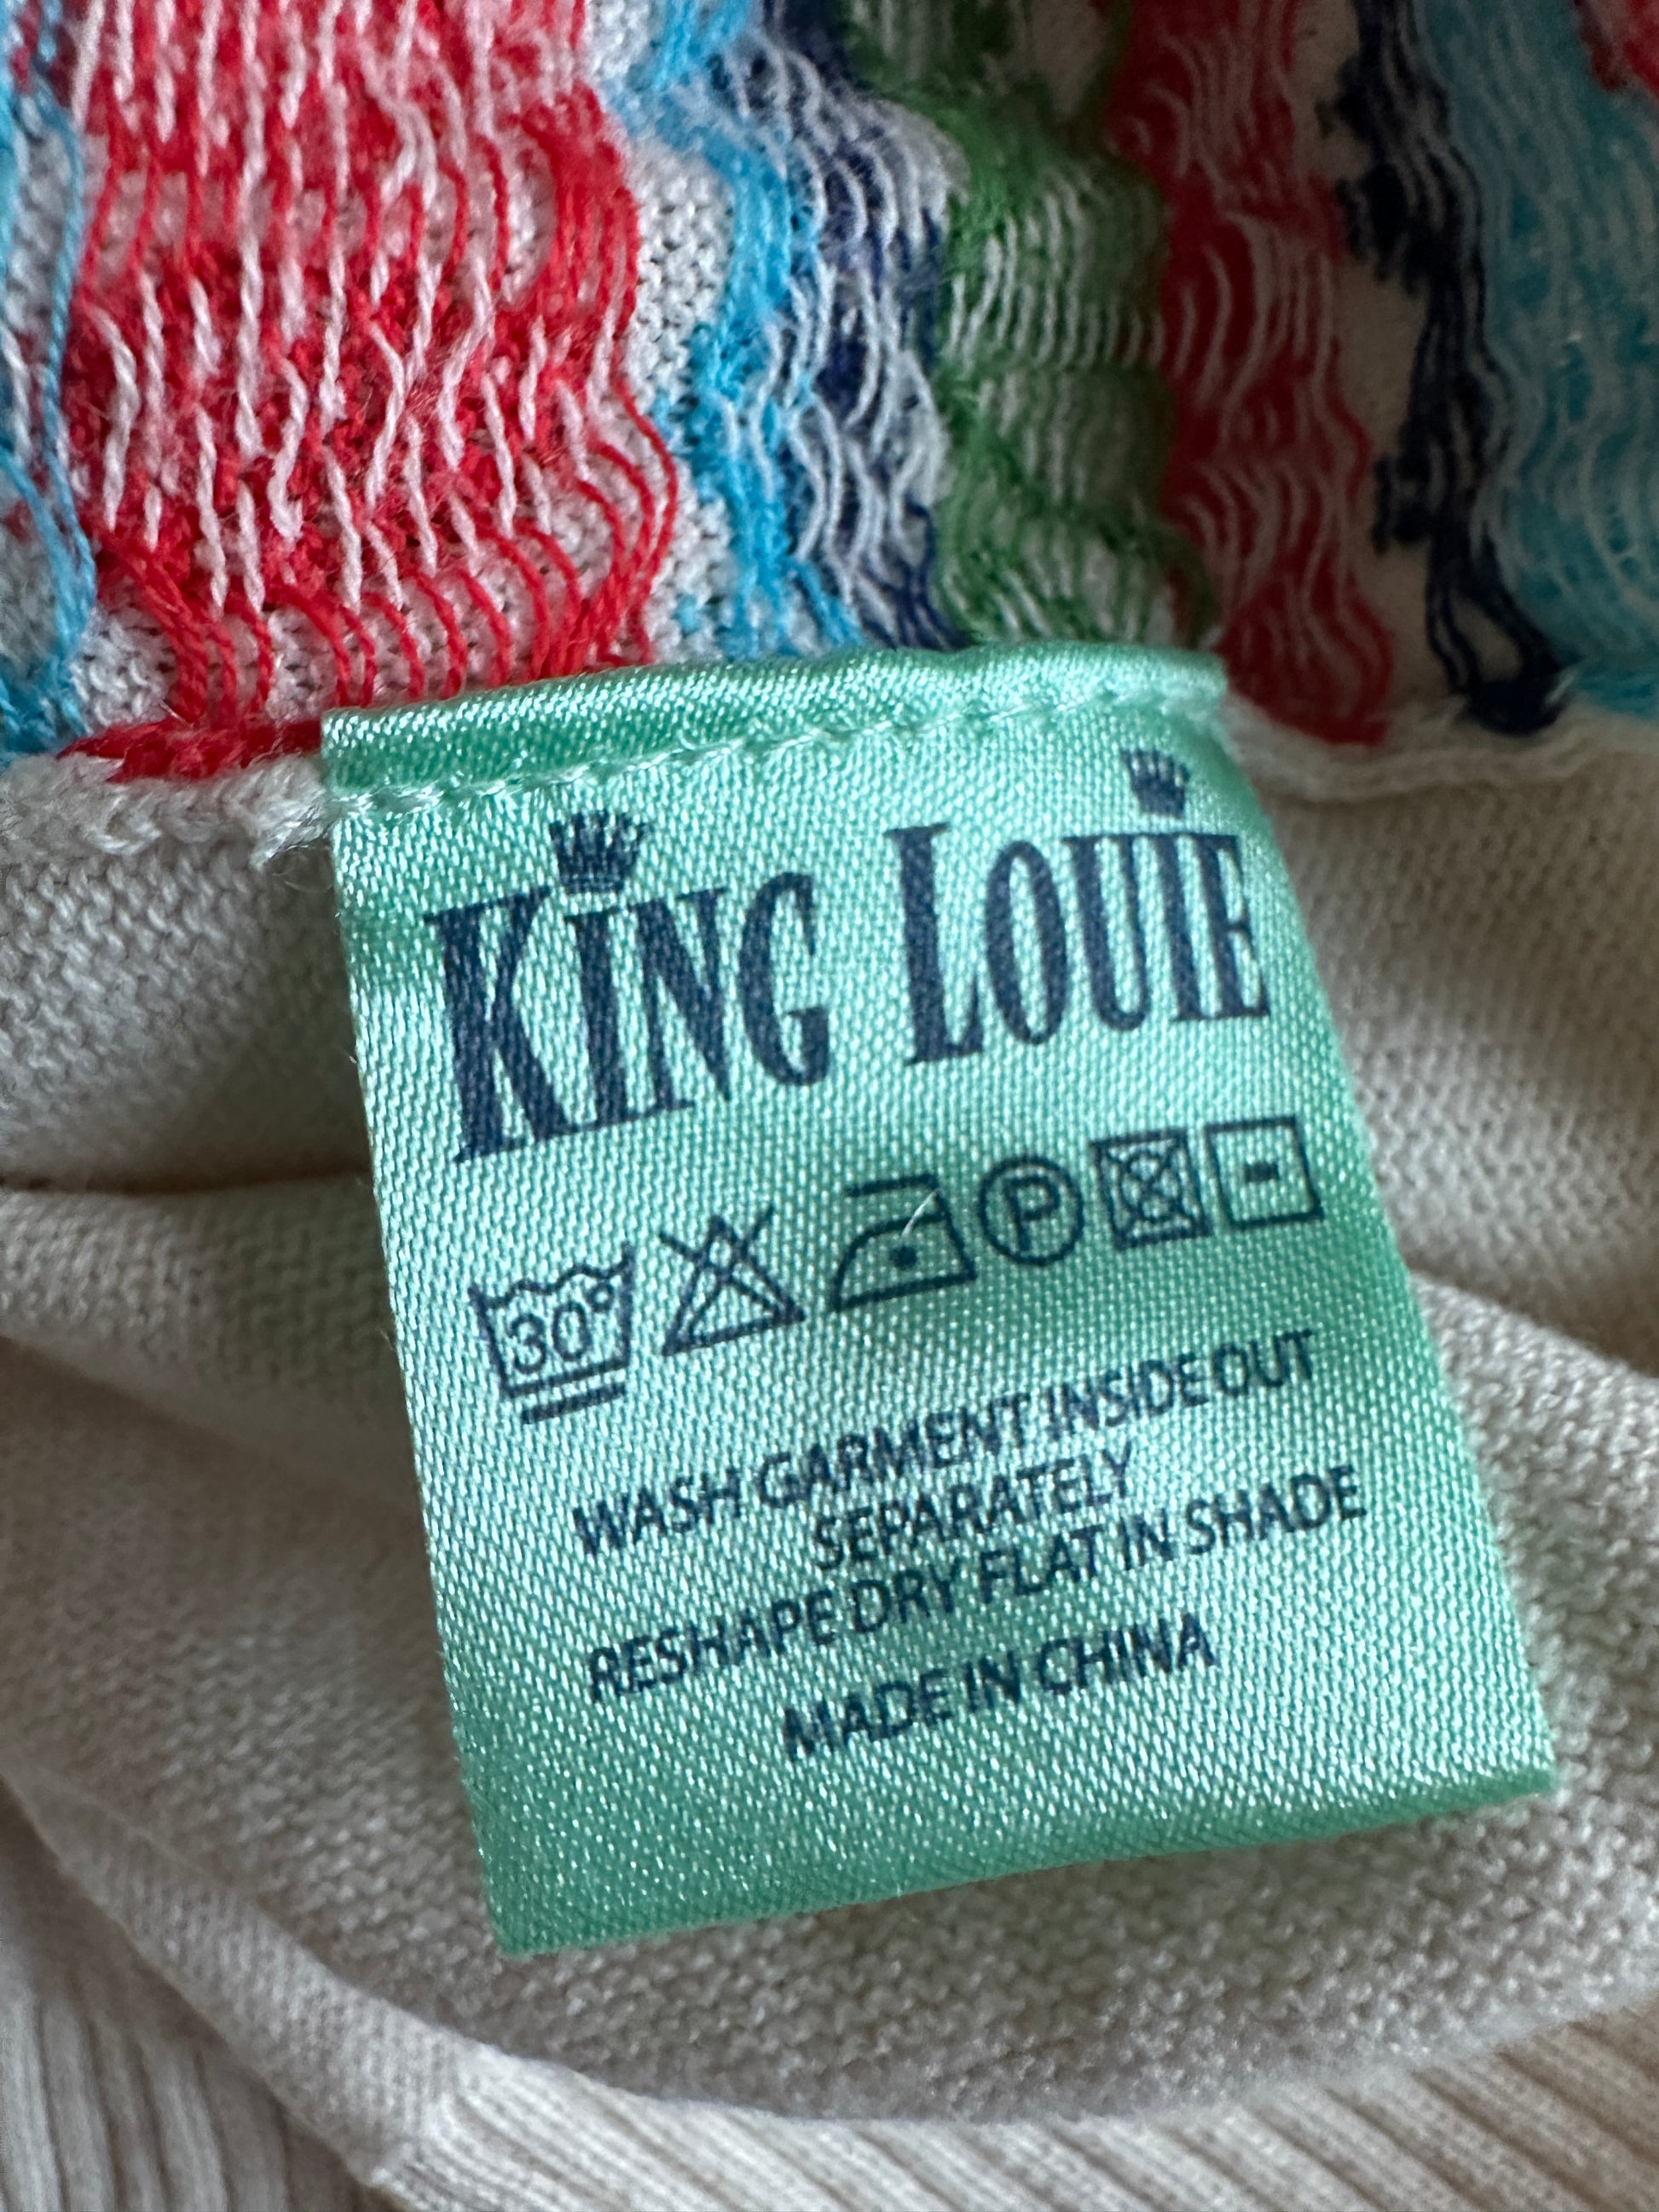 KING LOUIE
30°
P
WASH GARMENT INSIDE OUT
SEPARATELY
RESHAPE DRY FLAT IN SHADE
MADE IN CHINA